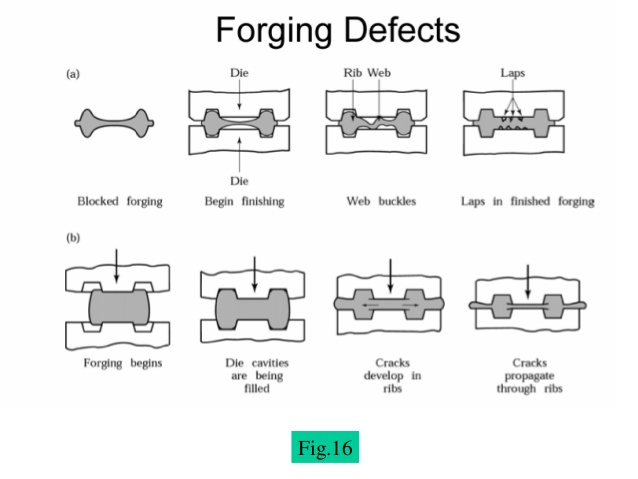 Forging Defects
(a)
Die
Rib Web
Laps
Die
Blocked forging
Begin finishing
Web buckles
Laps in finished forging
(b)
Forging begins
Die cavities
are being
filled
Cracks
develop in
ribs
Cracks
propagate
through ribs
Fig.16